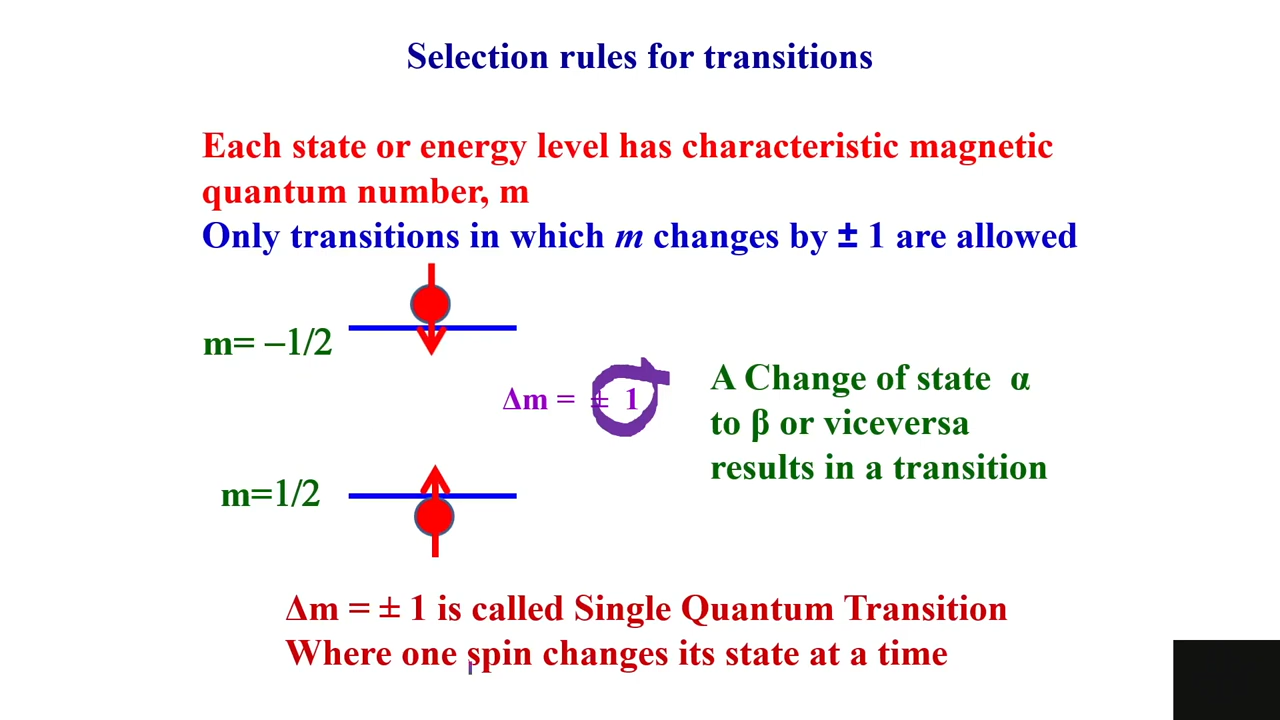 Selection rules for transitions
Each state or energy level has characteristic magnetic
quantum number, m
Only transitions in which m changes by ± 1 are allowed
m= −1/2
Δm = ± 1
A Change of state α
to β or viceversa
results in a transition
m=1/2
Δm = ± 1 is called Single Quantum Transition
Where one spin changes its state at a time